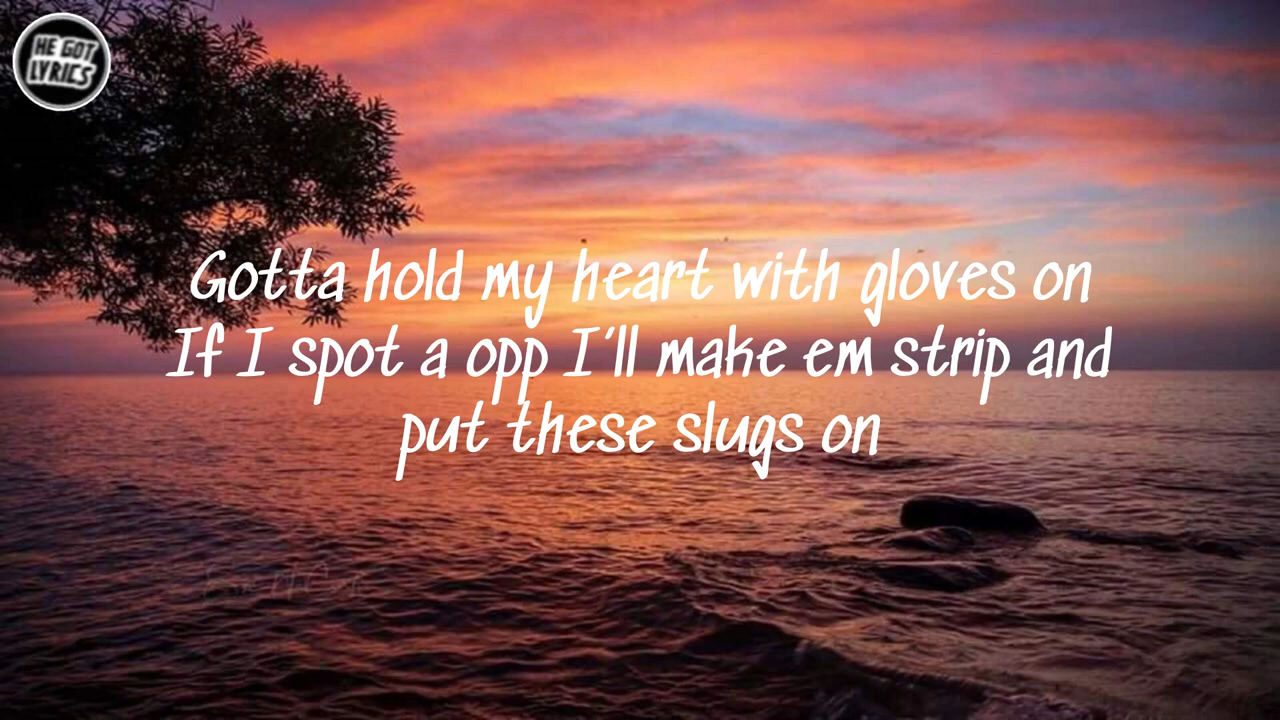 HE GOT
LYRICS
Gotta hold my heart with gloves on
If I spot a opp I'll make em strip and
put these slugs on